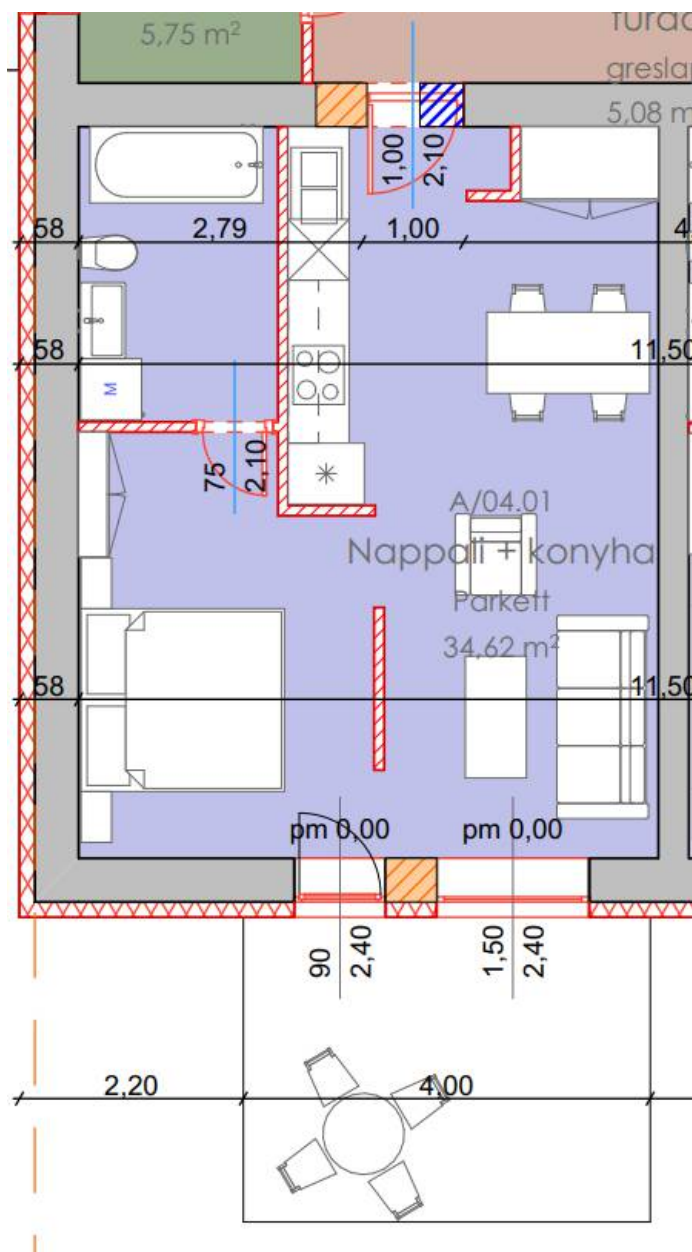 5,75 m²
greslap
5,08 m
1,00
2,10
58
2,79
1,00
58
11,50
M
75
2,10
A/04.01
Nappali + konyha
Parkett
34,62 m²
58
11,50
pm 0,00
pm 0,00
90
2,40
1,50
2,40
2,20
4,00